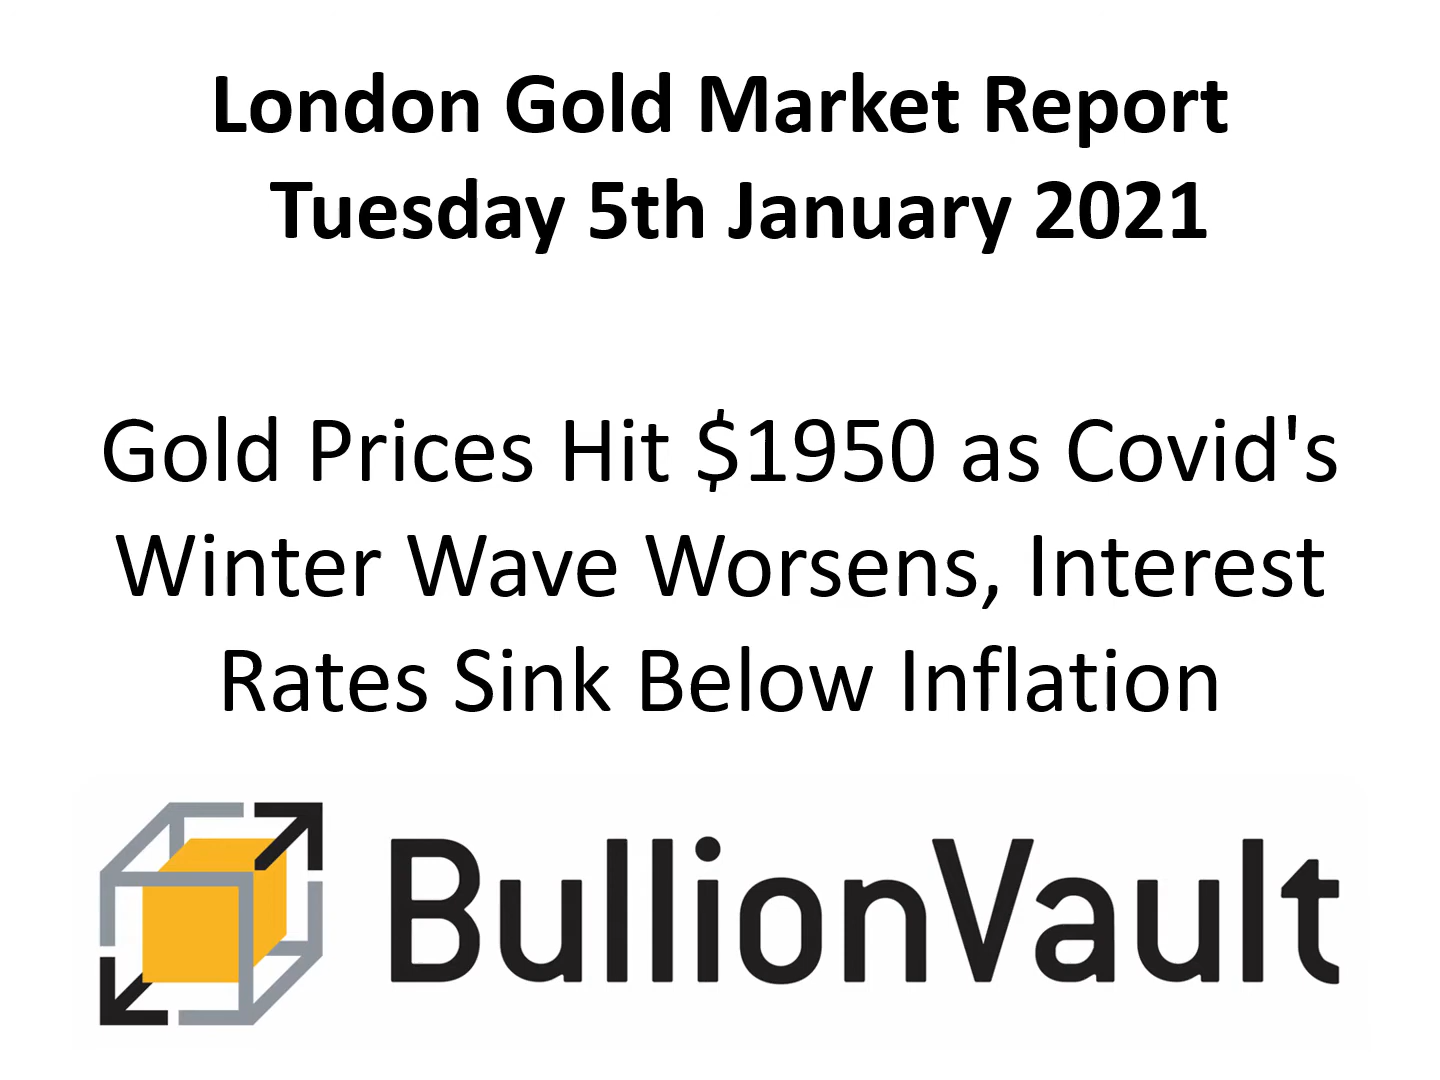 London Gold Market Report
Tuesday 5th January 2021
Gold Prices Hit $1950 as Covid's
Winter Wave Worsens, Interest
Rates Sink Below Inflation
BullionVault